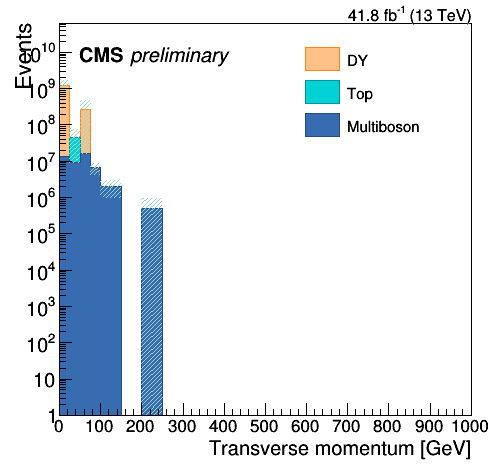 41.8 fb⁻¹ (13 TeV)
Events
CMS preliminary
DY
Top
Multiboson
10¹⁰
10⁹
10⁸
10⁷
10⁶
10⁵
10⁴
10³
10²
10
1
0 100 200 300 400 500 600 700 800 900 1000
Transverse momentum [GeV]